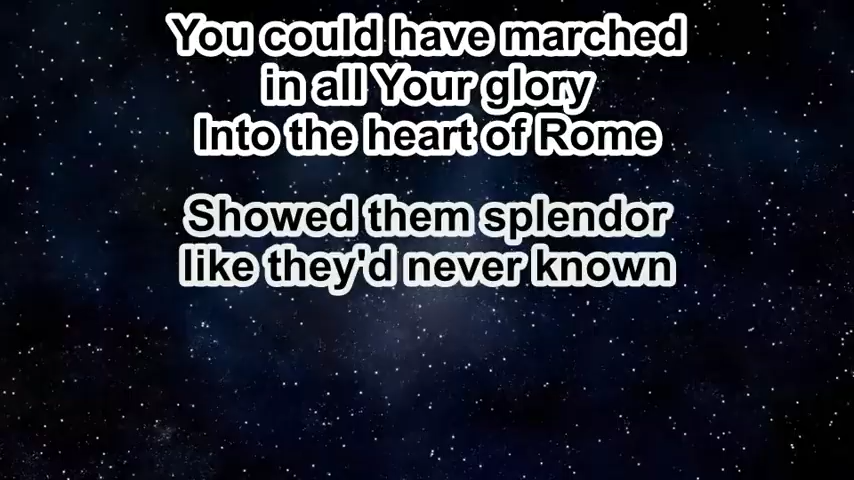 You could have marched
in all Your glory
Into the heart of Rome
Showed them splendor
like they'd never known